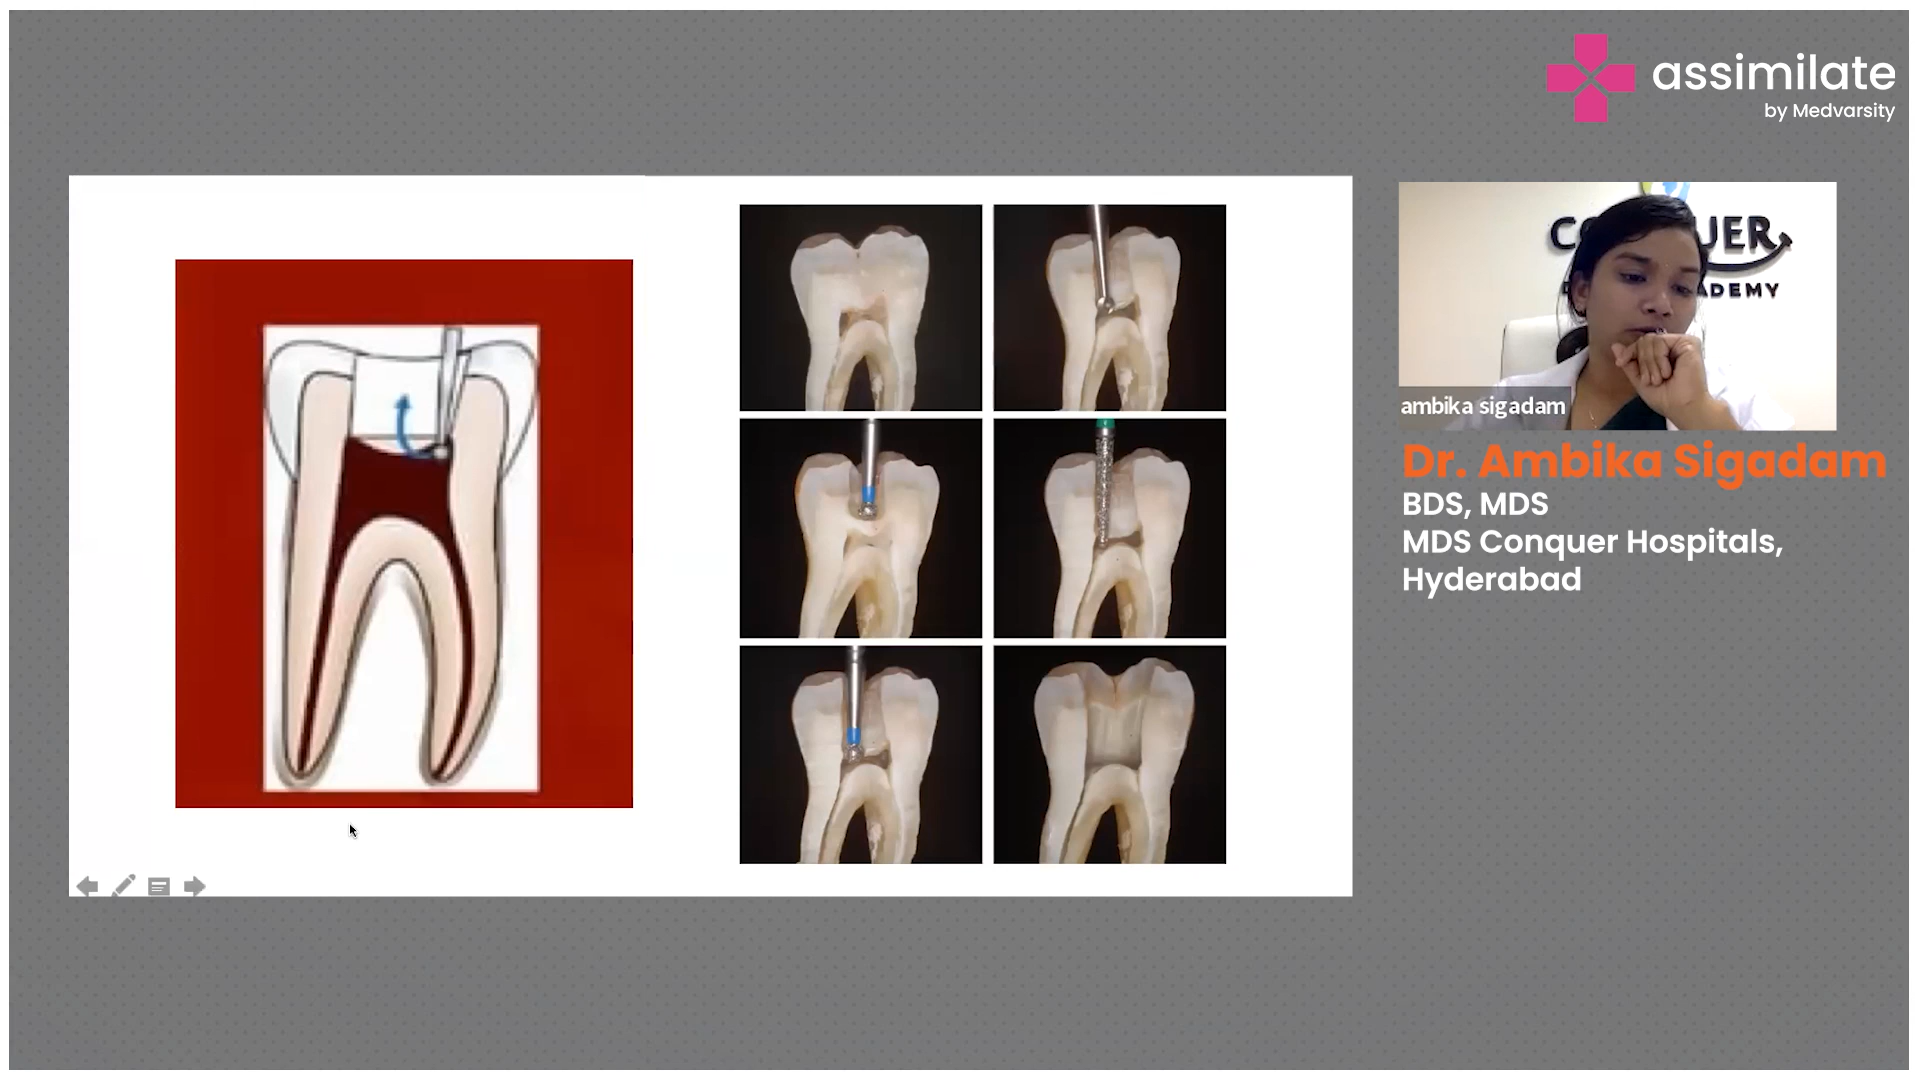 assimilate
by Medvarsity
ambika sigadam
Dr. Ambika Sigadam
BDS, MDS
MDS Conquer Hospitals,
Hyderabad